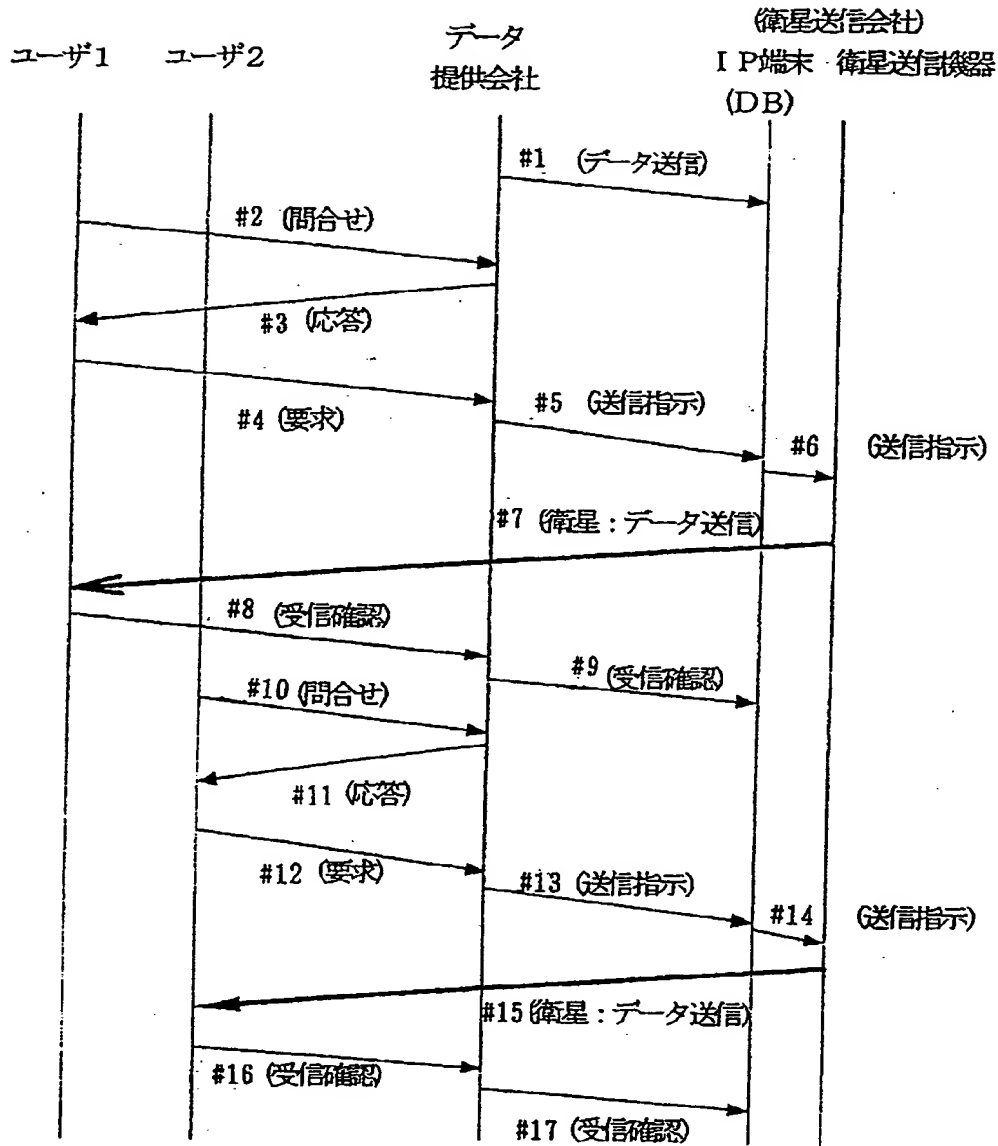 (衛星送信会社)
ユーザ1 ユーザ2 データ IP端末 衛星送信機器
提供会社 (DB)
#1 (データ送信)
#2 (問合せ)
#3 (応答)
#4 (要求)
#5 (送信指示)
#6 (送信指示)
#7 (衛星:データ送信)
#8 (受信確認)
#9 (受信確認)
#10 (問合せ)
#11 (応答)
#12 (要求)
#13 (送信指示)
#14 (送信指示)
#15 (衛星:データ送信)
#16 (受信確認)
#17 (受信確認)